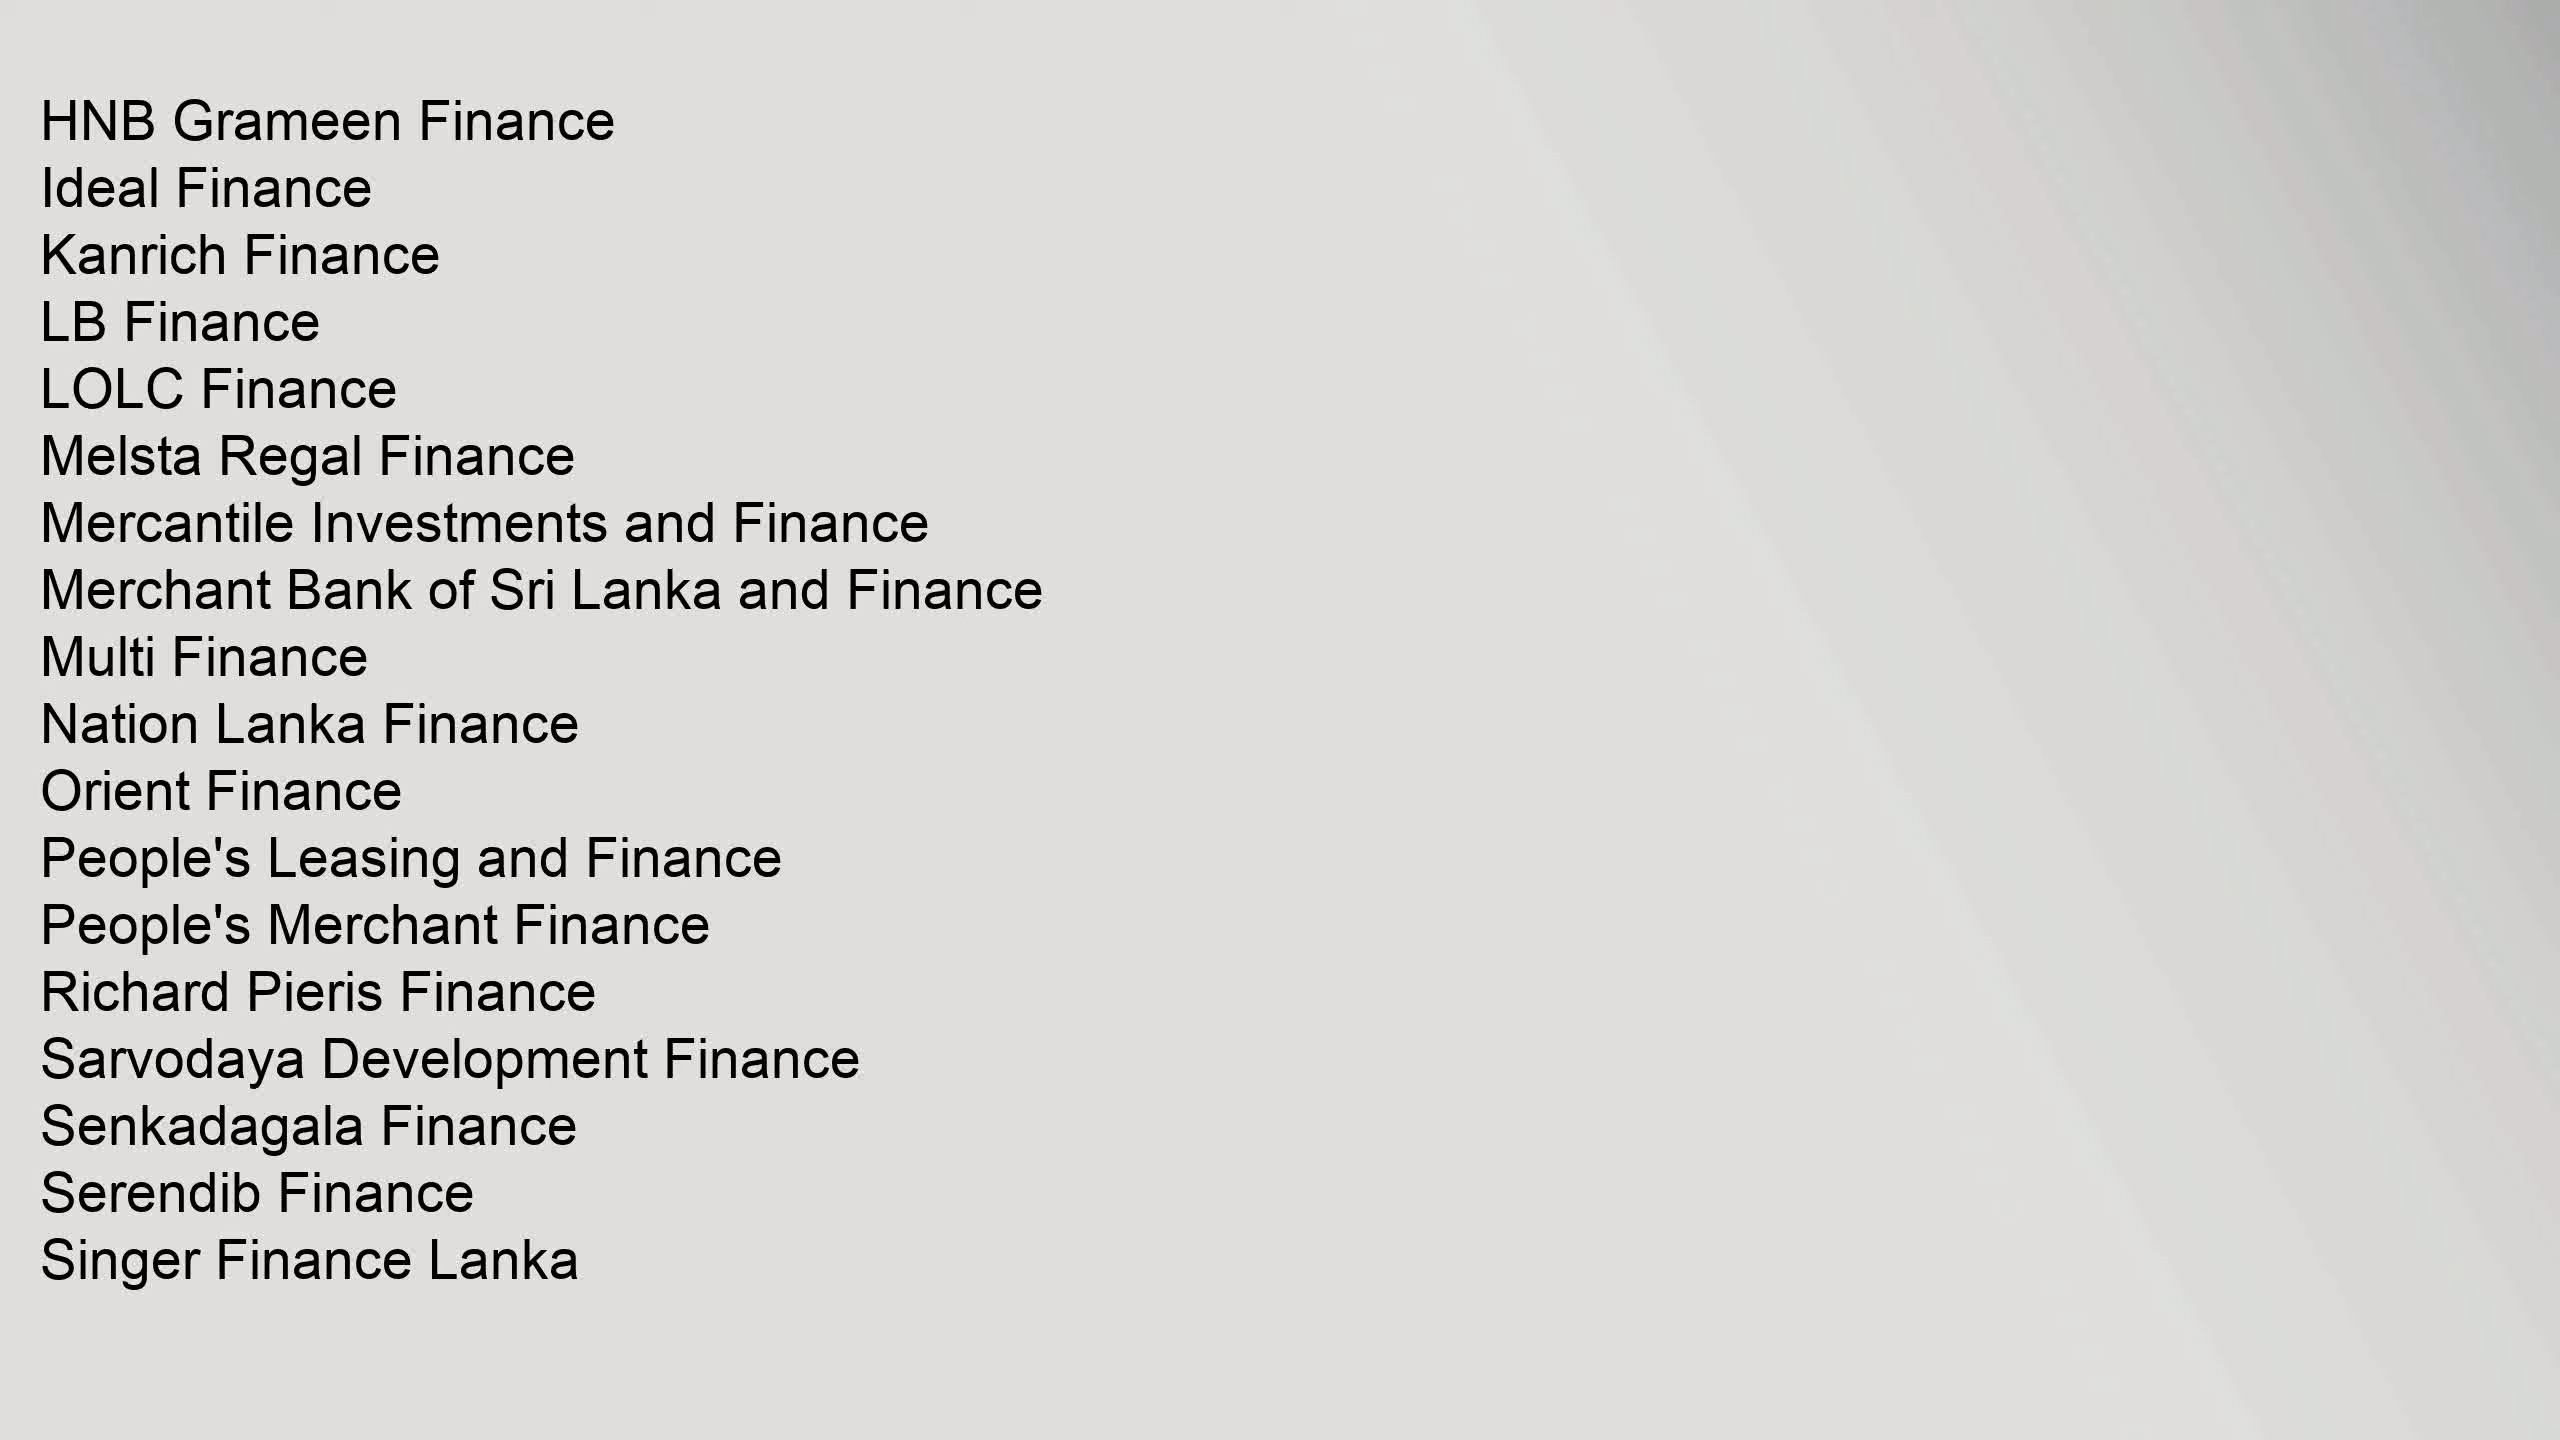 HNB Grameen Finance
Ideal Finance
Kanrich Finance
LB Finance
LOLC Finance
Melsta Regal Finance
Mercantile Investments and Finance
Merchant Bank of Sri Lanka and Finance
Multi Finance
Nation Lanka Finance
Orient Finance
People's Leasing and Finance
People's Merchant Finance
Richard Pieris Finance
Sarvodaya Development Finance
Senkadagala Finance
Serendib Finance
Singer Finance Lanka